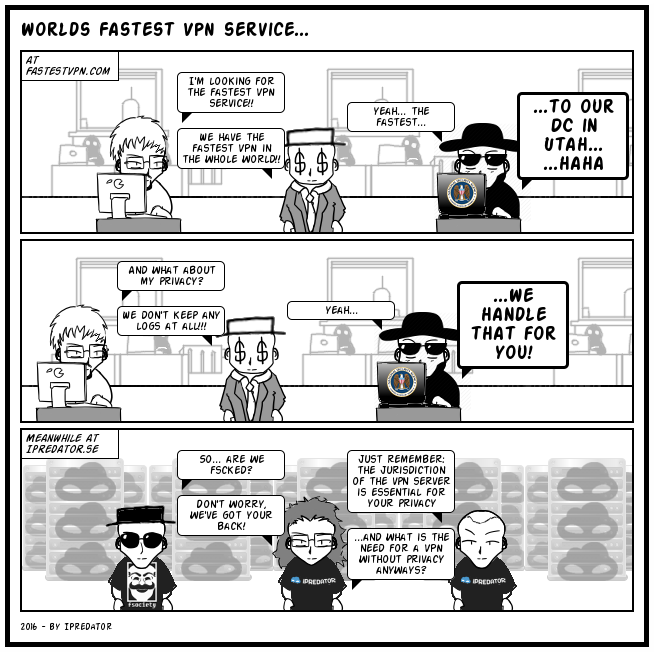 WORLDS FASTEST VPN SERVICE...
AT
FASTESTVPN.COM
I'M LOOKING FOR
THE FASTEST VPN
SERVICE!!
WE HAVE THE
FASTEST VPN IN
THE WHOLE WORLD!!
YEAH... THE
FASTEST...
...TO OUR
DC IN
UTAH...
...HAHA
AND WHAT ABOUT
MY PRIVACY?
WE DON'T KEEP ANY
LOGS AT ALL!!!
YEAH...
...WE
HANDLE
THAT FOR
YOU!
MEANWHILE AT
IPREDATOR.SE
SO... ARE WE
FSCKED?
DON'T WORRY,
WE'VE GOT YOUR
BACK!
JUST REMEMBER:
THE JURISDICTION
OF THE VPN SERVER
IS ESSENTIAL FOR
YOUR PRIVACY
...AND WHAT IS THE
NEED FOR A VPN
WITHOUT PRIVACY
ANYWAYS?
fsociety
IPREDATOR
IPREDATOR
2016 - BY IPREDATOR